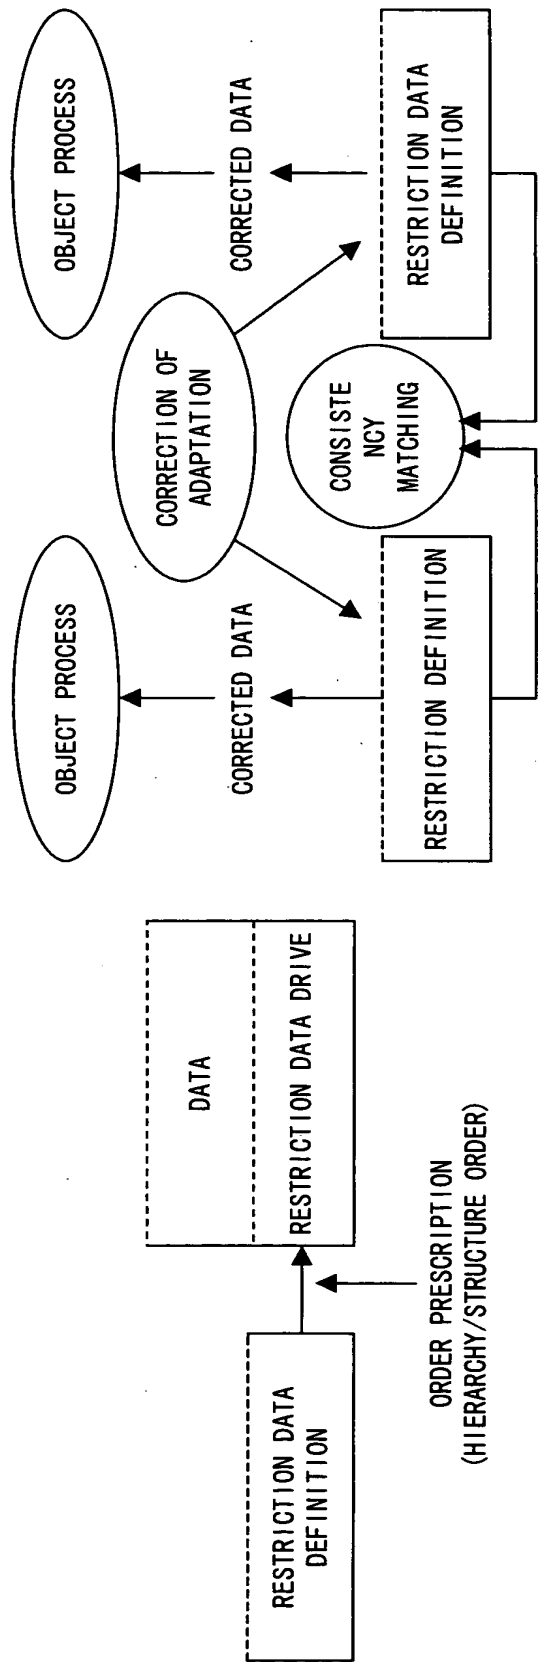 RESTRICTION DATA
DEFINITION
DATA
RESTRICTION DATA DRIVE
ORDER PRESCRIPTION
(HIERARCHY/STRUCTURE ORDER)
OBJECT PROCESS
OBJECT PROCESS
CORRECTED DATA
CORRECTION OF
ADAPTATION
CORRECTED DATA
RESTRICTION DEFINITION
CONSISTE
NCY
MATCHING
RESTRICTION DATA
DEFINITION